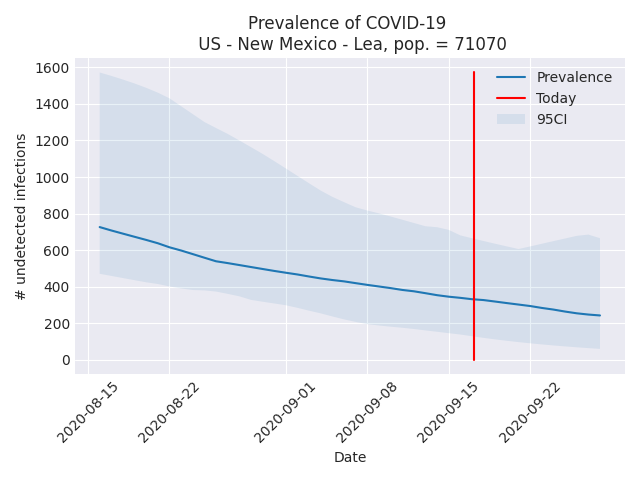 Prevalence of COVID-19
US - New Mexico - Lea, pop. = 71070
1600
1400
1200
1000
800
600
400
200
0
# undetected infections
Prevalence
Today
95CI
2020-08-15
2020-08-22
2020-09-01
2020-09-08
2020-09-15
2020-09-22
Date